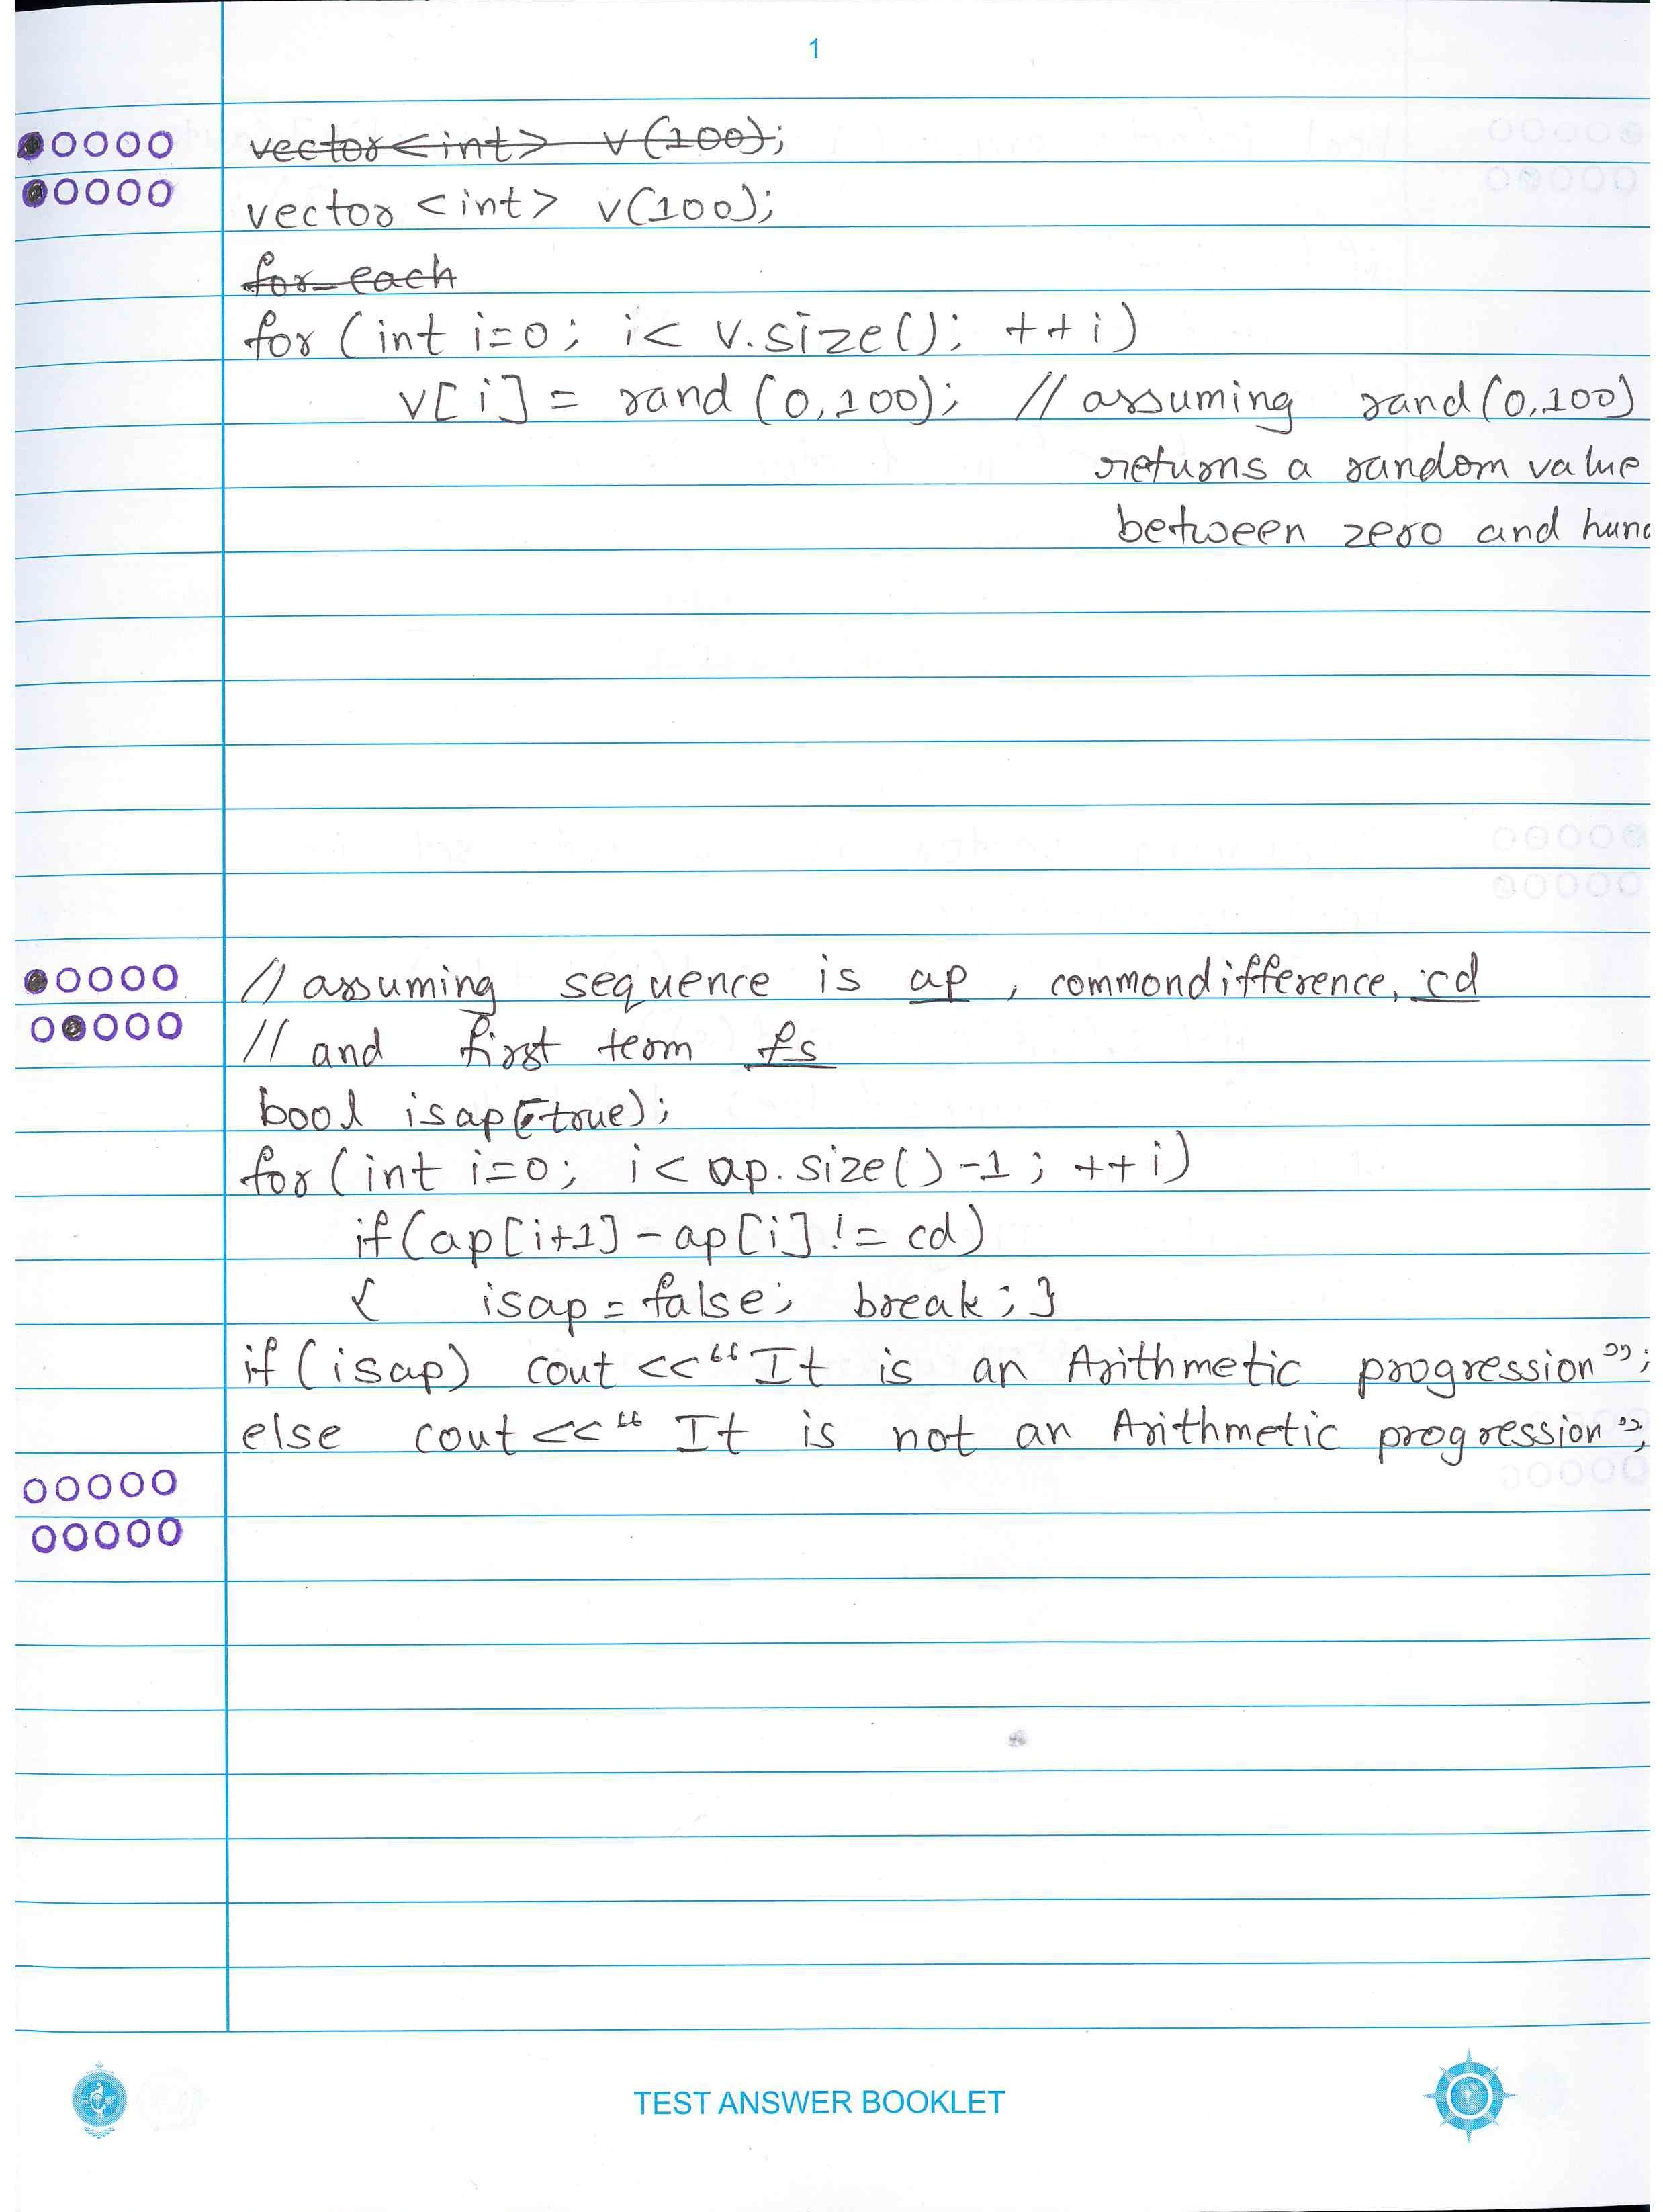 1
vector<int> v(100);
vector <int> v(100);
for each
for (int i=0; i< v.size(); ++i)
v[i] = rand (0,100); // assuming rand(0,100)
returns a random value
between zero and hund
// assuming sequence is ap , commondifference, cd
// and first term fs
bool isap(true);
for (int i=0; i< ap.size()-1; ++i)
if(ap[i+1] - ap[i] != cd)
{ isap = false; break; }
if (isap) cout <<"It is an Arithmetic progression";
else cout <<" It is not an Arithmetic progression";
TEST ANSWER BOOKLET